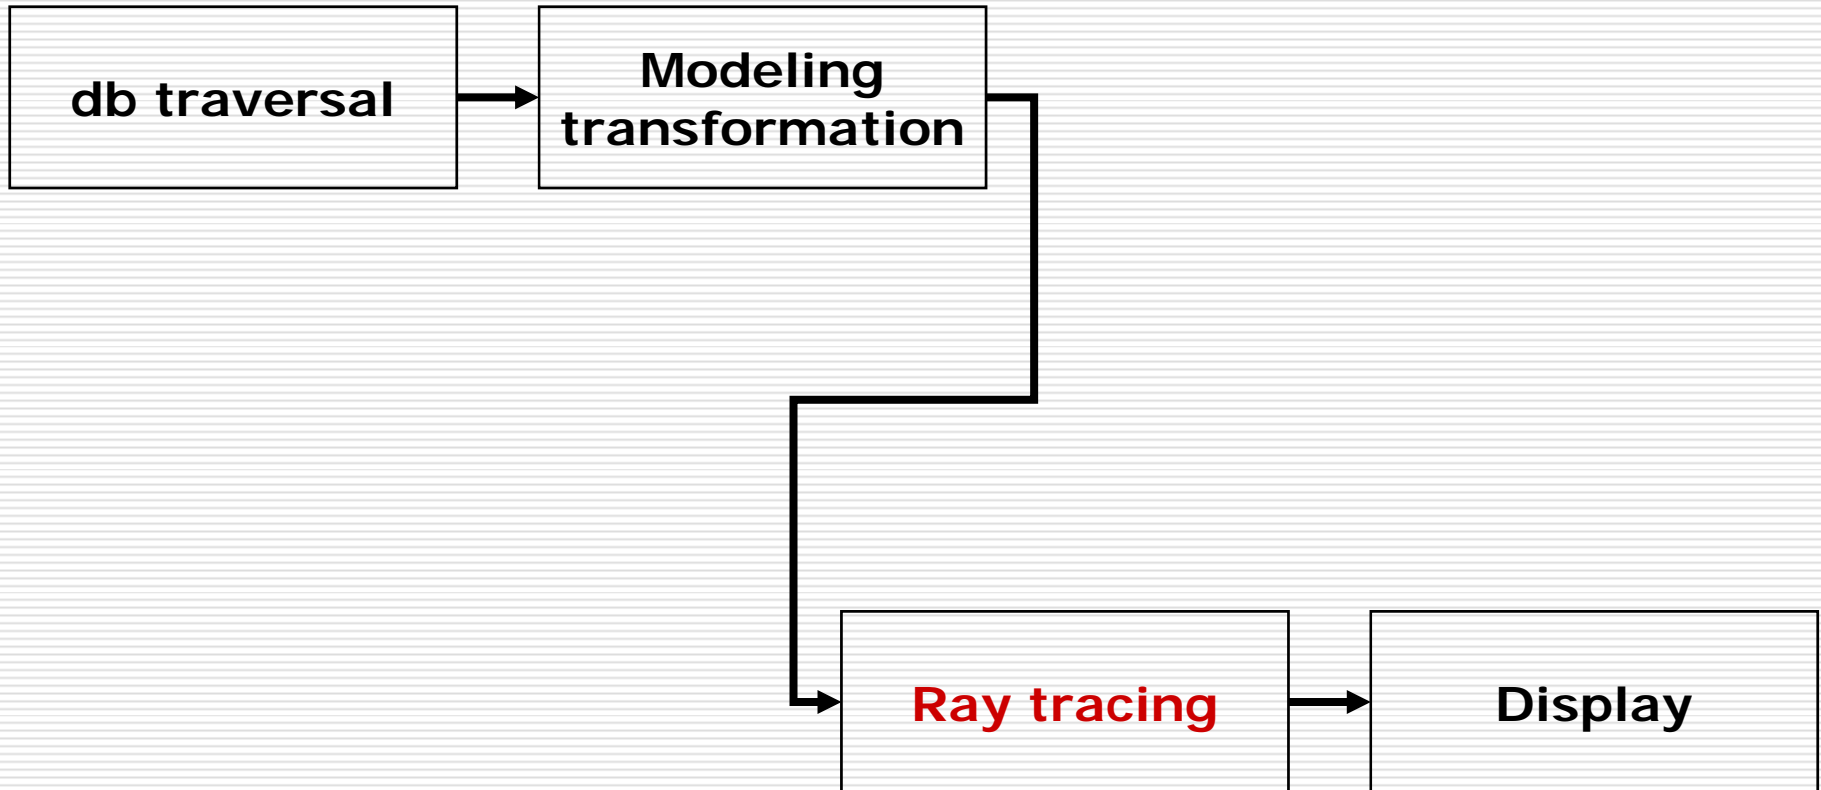 db traversal
Modeling
transformation
Ray tracing
Display